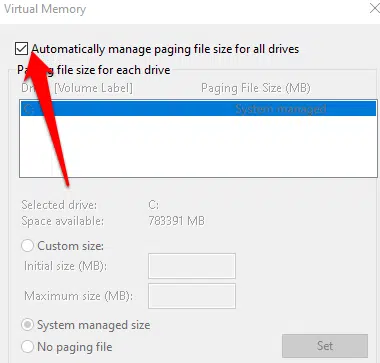 Virtual Memory
Automatically manage paging file size for all drives
Paging file size for each drive
Drive [Volume Label] Paging File Size (MB)
C: System managed
Selected drive: C:
Space available: 783391 MB
Custom size:
Initial size (MB):
Maximum size (MB):
System managed size
No paging file
Set